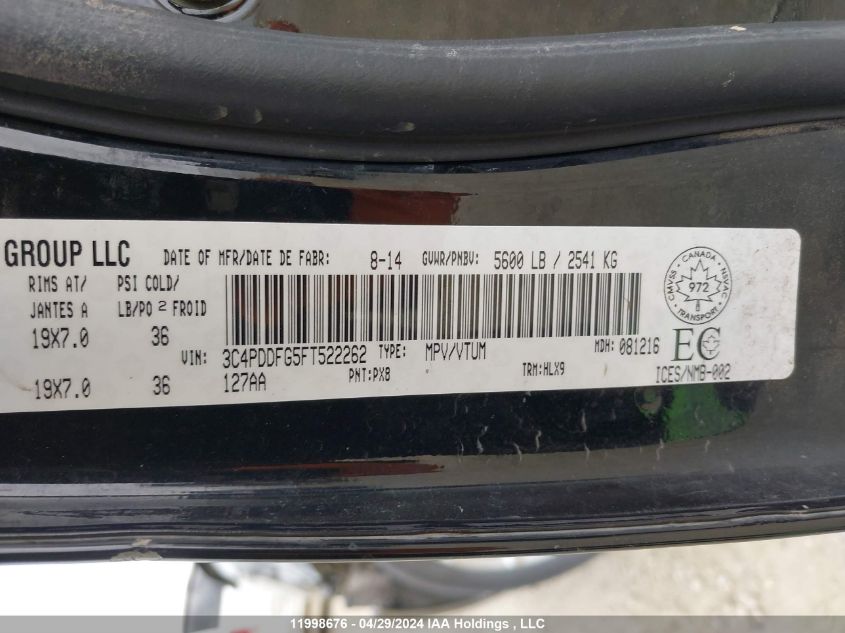 GROUP LLC DATE OF MFR/DATE DE FABR: 8-14 GVWR/PNBV: 5600 LB / 2541 KG
RIMS AT/ PSI COLD/
JANTES A LB/PO 2 FROID
19X7.0 36 VIN: 3C4PDDFG5FT522262 TYPE: MPV/VTUM MDH: 081216
19X7.0 36 127AA PNT:PX8 TRM:HLX9 ICES/NMB-002
CMVSS CANADA NSVAC
972
TRANSPORT
EC
11998676 - 04/29/2024 IAA Holdings , LLC